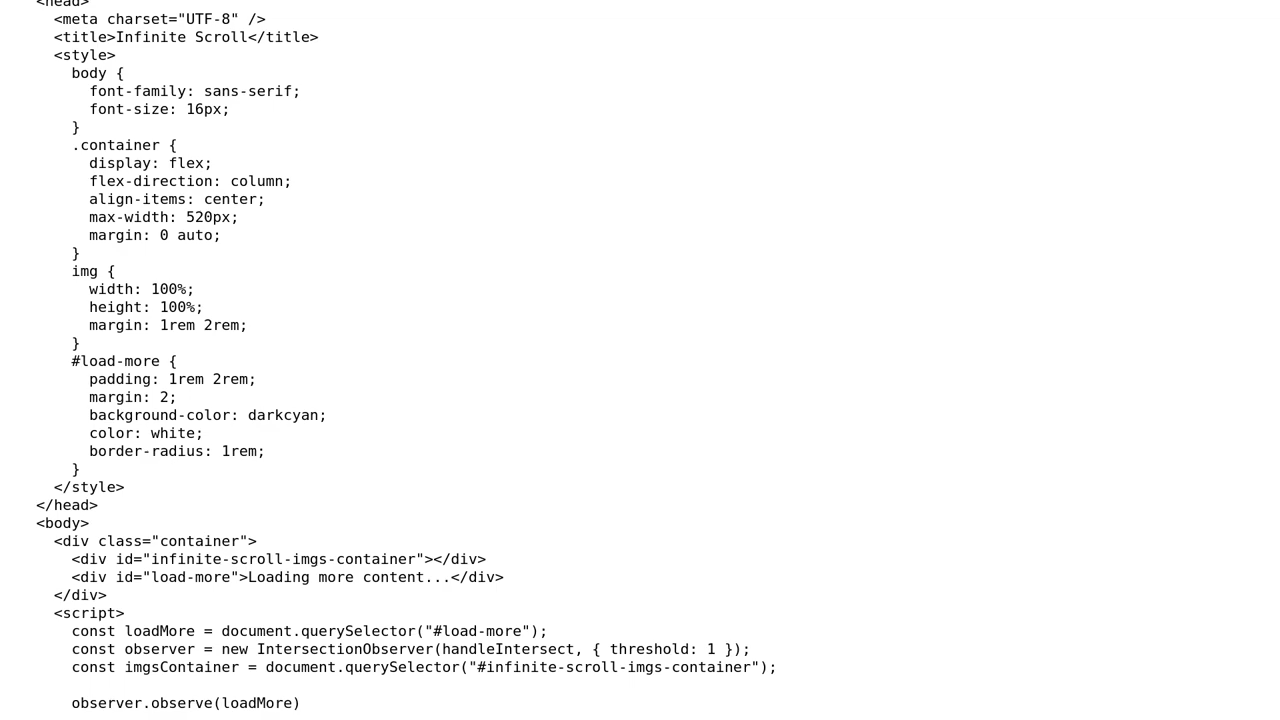 <head>
<meta charset="UTF-8" />
<title>Infinite Scroll</title>
<style>
body {
font-family: sans-serif;
font-size: 16px;
}
.container {
display: flex;
flex-direction: column;
align-items: center;
max-width: 520px;
margin: 0 auto;
}
img {
width: 100%;
height: 100%;
margin: 1rem 2rem;
}
#load-more {
padding: 1rem 2rem;
margin: 2;
background-color: darkcyan;
color: white;
border-radius: 1rem;
}
</style>
</head>
<body>
<div class="container">
<div id="infinite-scroll-imgs-container"></div>
<div id="load-more">Loading more content...</div>
</div>
<script>
const loadMore = document.querySelector("#load-more");
const observer = new IntersectionObserver(handleIntersect, { threshold: 1 });
const imgsContainer = document.querySelector("#infinite-scroll-imgs-container");
observer.observe(loadMore)